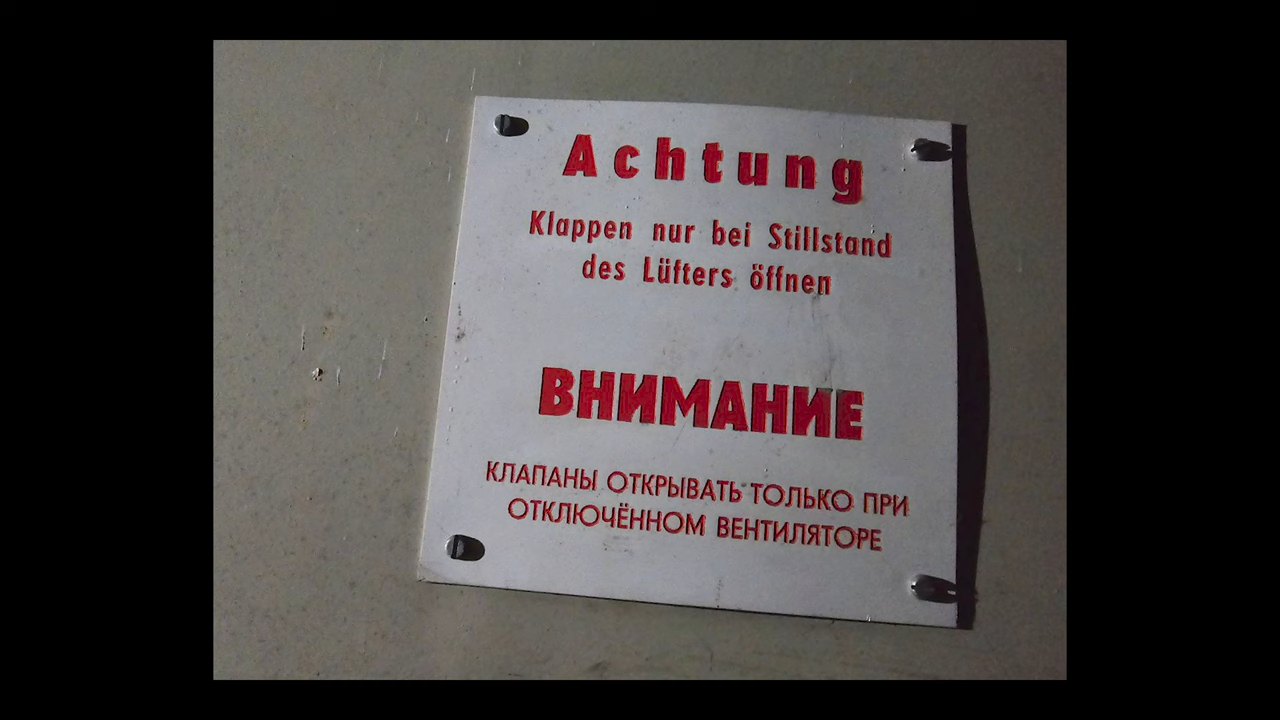 Achtung
Klappen nur bei Stillstand
des Lüfters öffnen
ВНИМАНИЕ
КЛАПАНЫ ОТКРЫВАТЬ ТОЛЬКО ПРИ
ОТКЛЮЧЁННОМ ВЕНТИЛЯТОРЕ